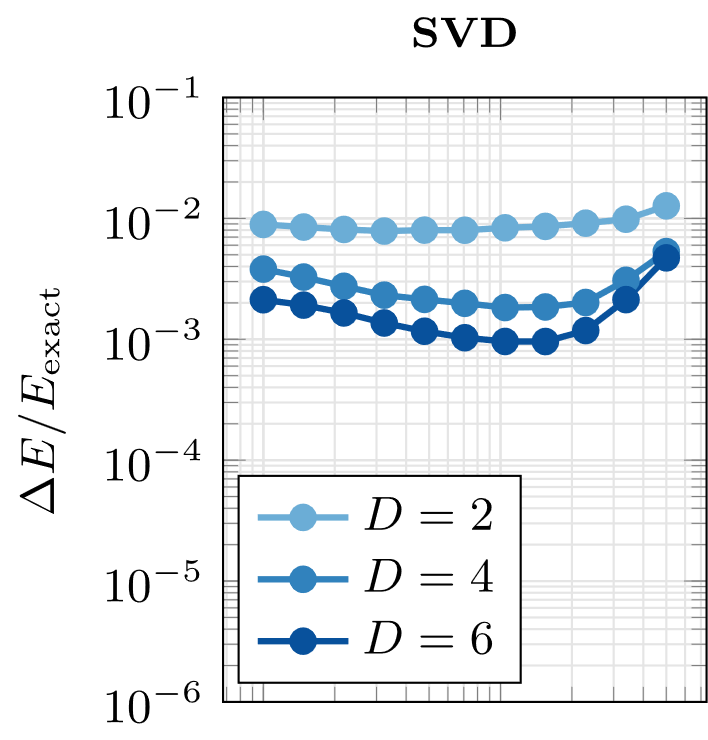 SVD
10⁻¹
10⁻²
10⁻³
10⁻⁴
10⁻⁵
10⁻⁶
ΔE/E_exact
D = 2
D = 4
D = 6